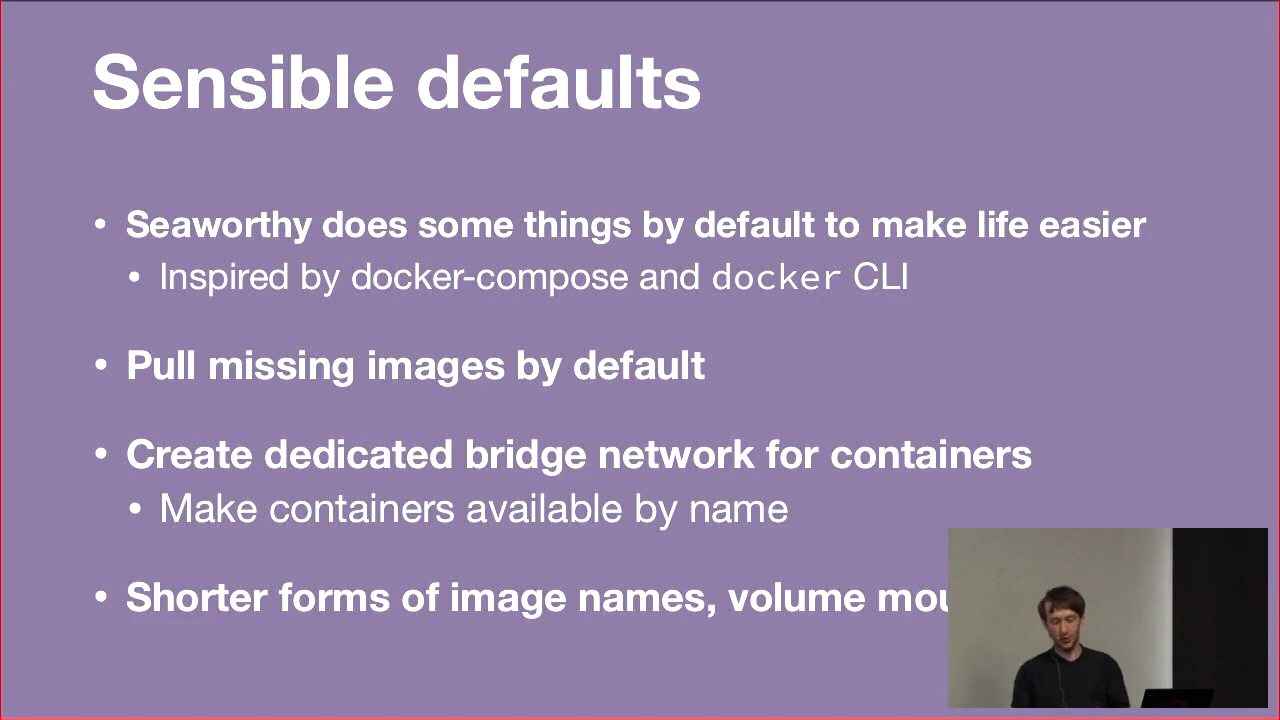 Sensible defaults
• Seaworthy does some things by default to make life easier
• Inspired by docker-compose and docker CLI
• Pull missing images by default
• Create dedicated bridge network for containers
• Make containers available by name
• Shorter forms of image names, volume